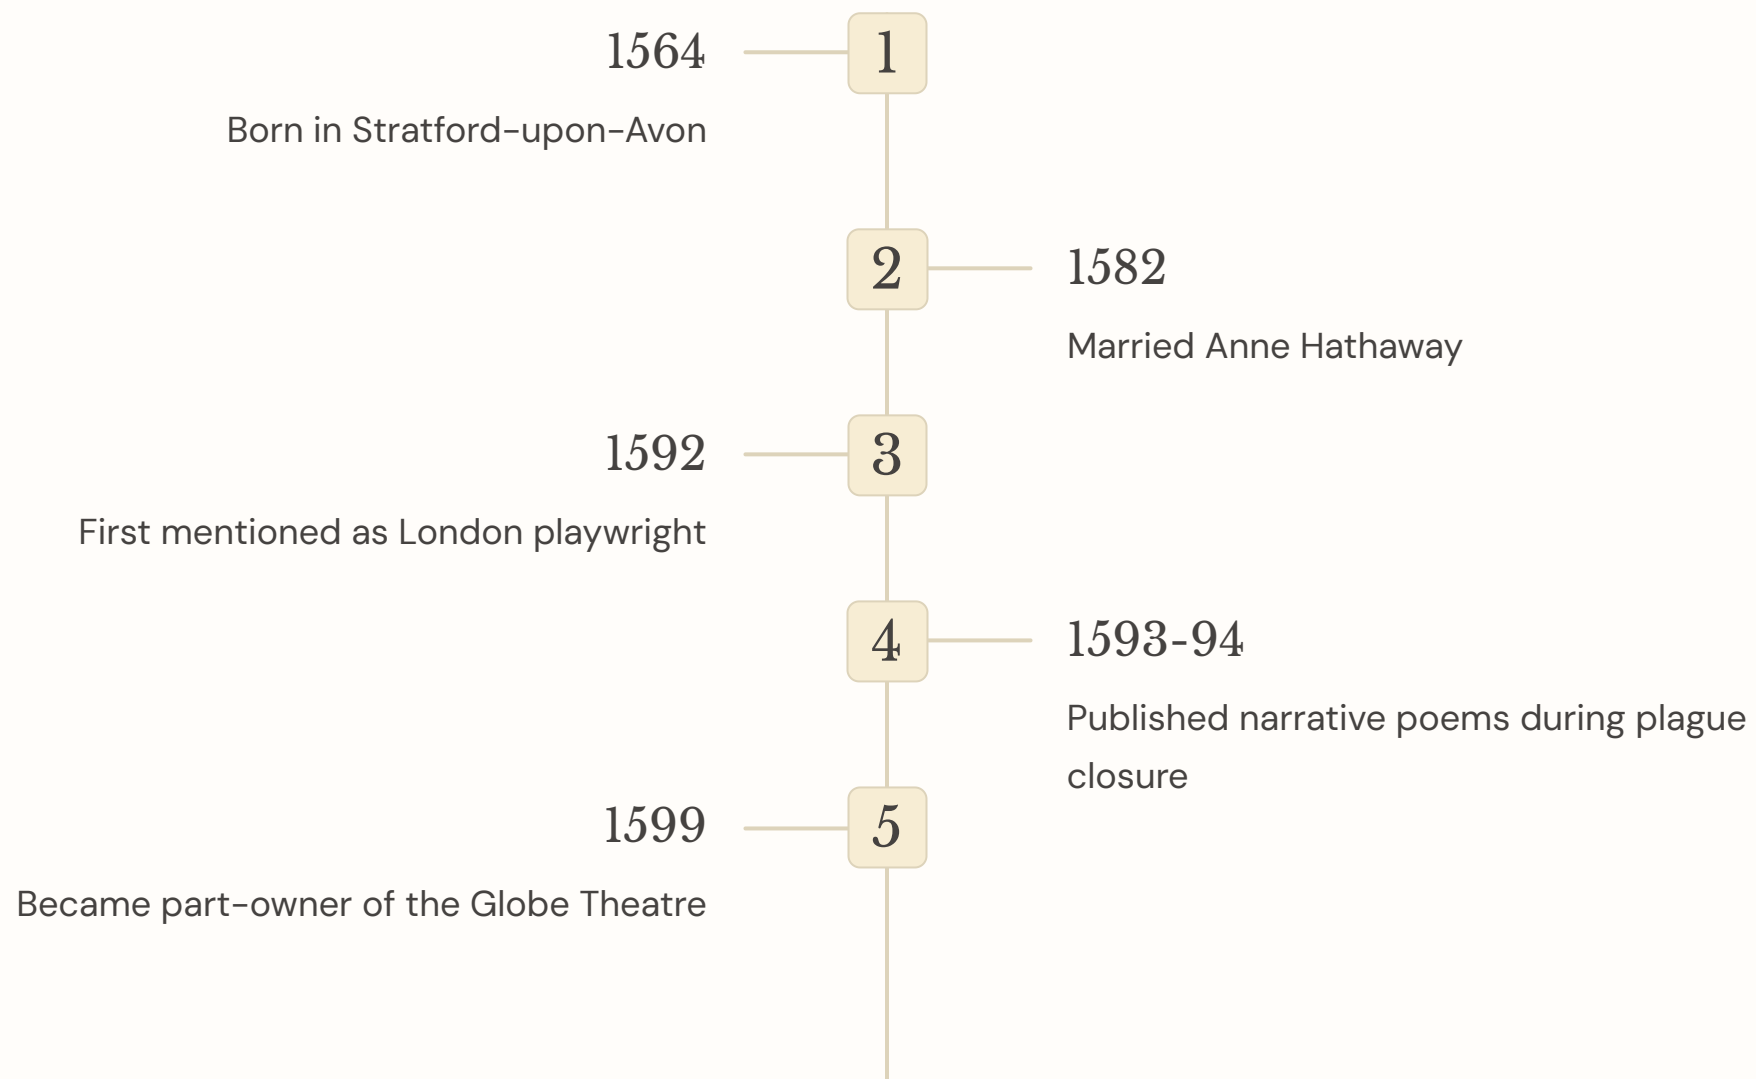 1564
1
Born in Stratford-upon-Avon
2
1582
Married Anne Hathaway
1592
3
First mentioned as London playwright
4
1593-94
Published narrative poems during plague
closure
1599
5
Became part-owner of the Globe Theatre